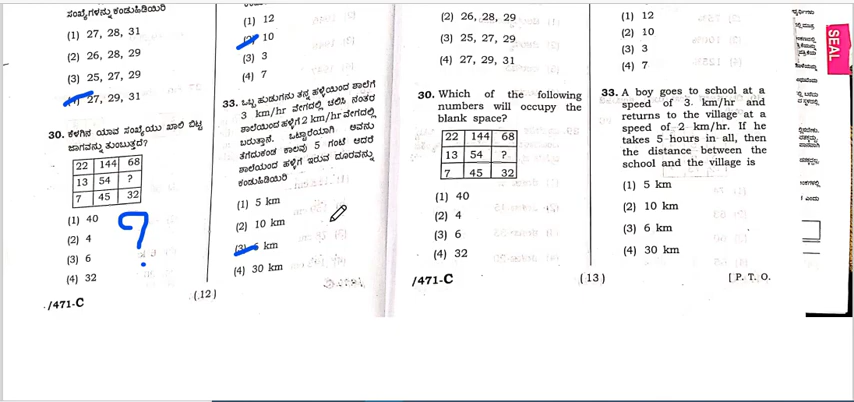 ಸಂಖ್ಯೆಗಳನ್ನು ಕಂಡುಹಿಡಿಯಿರಿ
(1) 27, 28, 31
(2) 26, 28, 29
(3) 25, 27, 29
27, 29, 31
30. ಕೆಳಗಿನ ಯಾವ ಸಂಖ್ಯೆಯು ಖಾಲಿ ಬಿಟ್ಟ
ಜಾಗವನ್ನು ತುಂಬುತ್ತದೆ?
22 144 68
13 54 ?
7 45 32
(1) 40
(2) 4
(3) 6
(4) 32
?
/471-C
(12)
(1) 12
(2) 10
(3) 3
(4) 7
33. ಒಬ್ಬ ಹುಡುಗನು ತನ್ನ ಹಳ್ಳಿಯಿಂದ ಶಾಲೆಗೆ
3 km/hr ವೇಗದಲ್ಲಿ ಚಲಿಸಿ ನಂತರ
ಶಾಲೆಯಿಂದ ಹಳ್ಳಿಗೆ 2 km/hr ವೇಗದಲ್ಲಿ
ಬರುತ್ತಾನೆ. ಒಟ್ಟಾರೆಯಾಗಿ ಅವನು
ತೆಗೆದುಕಂಡ ಕಾಲವು 5 ಗಂಟೆ ಆದರೆ
ಶಾಲೆಯಿಂದ ಹಳ್ಳಿಗೆ ಇರುವ ದೂರವನ್ನು
ಕಂಡುಹಿಡಿಯಿರಿ
(1) 5 km
(2) 10 km
(3) 6 km
(4) 30 km
(2) 26, 28, 29
(3) 25, 27, 29
(4) 27, 29, 31
30. Which of the following
numbers will occupy the
blank space?
22 144 68
13 54 ?
7 45 32
(1) 40
(2) 4
(3) 6
(4) 32
/471-C
(13)
(1) 12
(2) 10
(3) 3
(4) 7
33. A boy goes to school at a
speed of 3 km/hr and
returns to the village at a
speed of 2 km/hr. If he
takes 5 hours in all, then
the distance between the
school and the village is
(1) 5 km
(2) 10 km
(3) 6 km
(4) 30 km
[ P. T. O.
SEAL